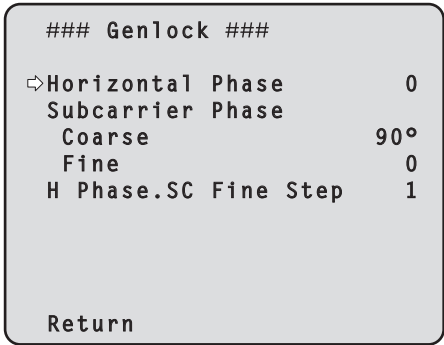 ### Genlock ###
⇨Horizontal Phase 0
Subcarrier Phase
Coarse 90°
Fine 0
H Phase.SC Fine Step 1
Return